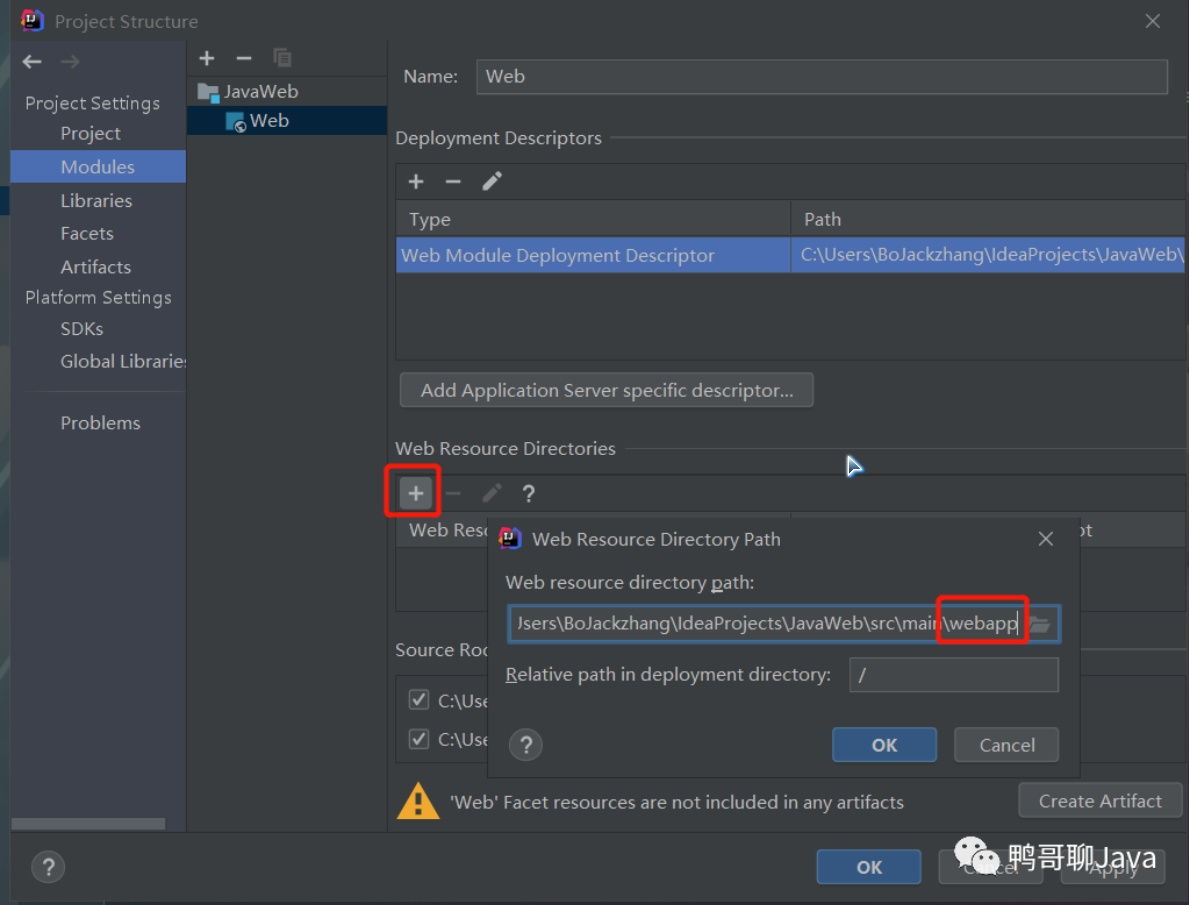 Project Structure
Project Settings
Project
Modules
Libraries
Facets
Artifacts
Platform Settings
SDKs
Global Libraries
Problems
JavaWeb
Web
Name: Web
Deployment Descriptors
Type Path
Web Module Deployment Descriptor C:\Users\BoJackzhang\IdeaProjects\JavaWeb\
Add Application Server specific descriptor...
Web Resource Directories
?
Web Reso
Web Resource Directory Path
Web resource directory path:
Jsers\BoJackzhang\IdeaProjects\JavaWeb\src\main\webapp
Relative path in deployment directory: /
? OK Cancel
Source Roo
C:\Use
C:\Use
'Web' Facet resources are not included in any artifacts Create Artifact
? OK Cancel Apply
鸭哥聊Java